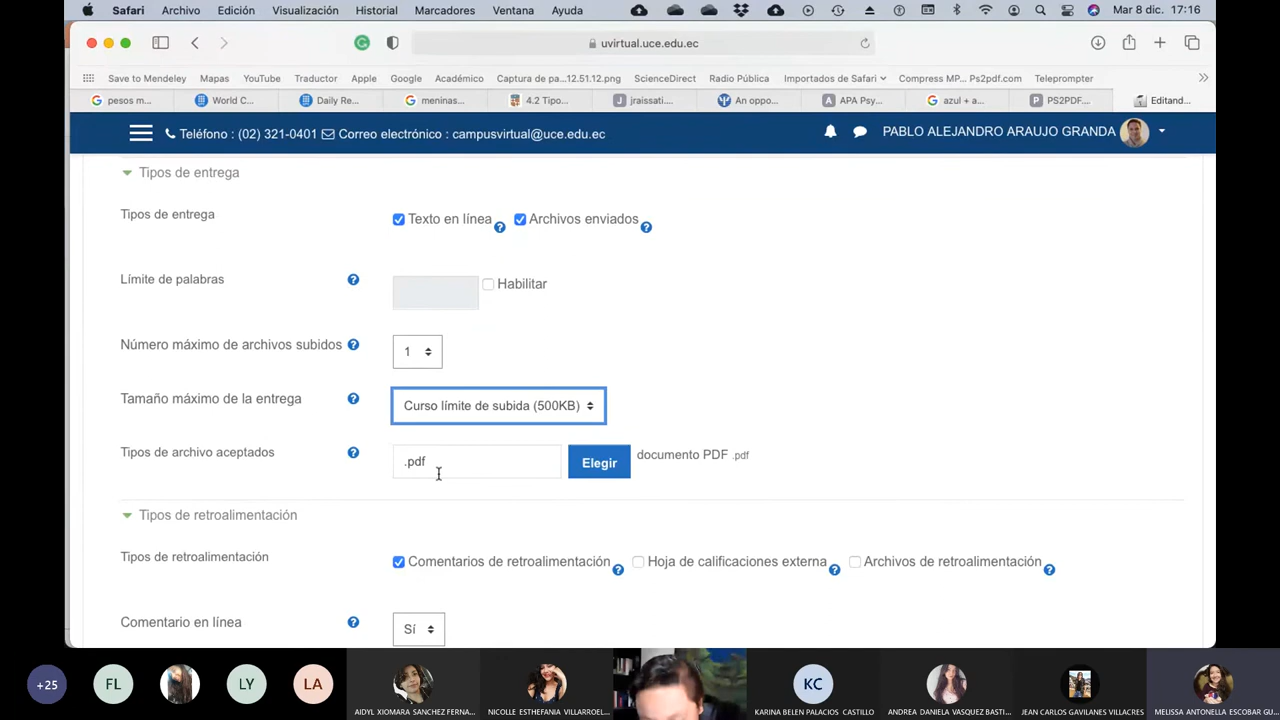 Safari Archivo Edición Visualización Historial Marcadores Ventana Ayuda Mar 8 dic. 17:16
uvirtual.uce.edu.ec
Save to Mendeley Mapas YouTube Traductor Apple Google Académico Captura de pa...12.51.12.png ScienceDirect Radio Pública Importados de Safari Compress MP... Ps2pdf.com Teleprompter
pesos m... World C... Daily Re... meninas... 4.2 Tipo... jraissati.... An oppo... APA Psy... azul + a... PS2PDF.... Editand...
Teléfono : (02) 321-0401 Correo electrónico : campusvirtual@uce.edu.ec PABLO ALEJANDRO ARAUJO GRANDA
Tipos de entrega
Tipos de entrega Texto en línea Archivos enviados
Límite de palabras Habilitar
Número máximo de archivos subidos 1
Tamaño máximo de la entrega Curso límite de subida (500KB)
Tipos de archivo aceptados .pdf Elegir documento PDF .pdf
Tipos de retroalimentación
Tipos de retroalimentación Comentarios de retroalimentación Hoja de calificaciones externa Archivos de retroalimentación
Comentario en línea Sí
+25 FL LY LA KC
AIDYL XIOMARA SANCHEZ FERNA... NICOLLE ESTHEFANIA VILLARROEL... KARINA BELEN PALACIOS CASTILLO ANDREA DANIELA VASQUEZ BASTI... JEAN CARLOS GAVILANES VILLACRES MELISSA ANTONELLA ESCOBAR GU...